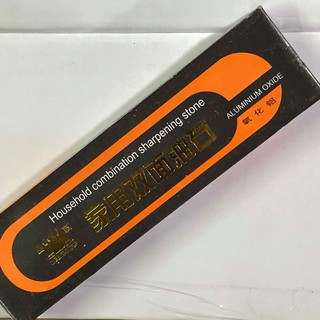 Household combination sharpening stone
家用双面油石
ALUMINIUM OXIDE
氧化铝